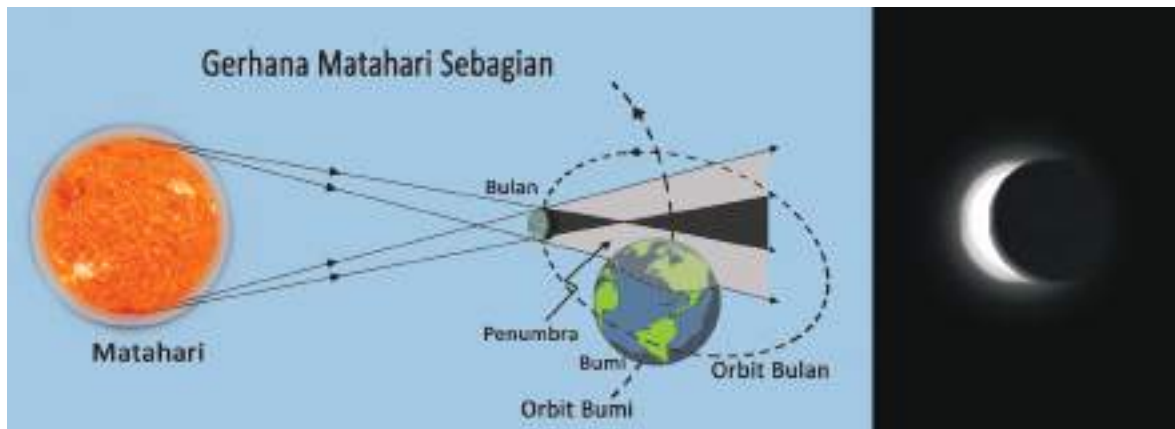 Gerhana Matahari Sebagian
Bulan
Matahari
Penumbra
Bumi
Orbit Bulan
Orbit Bumi